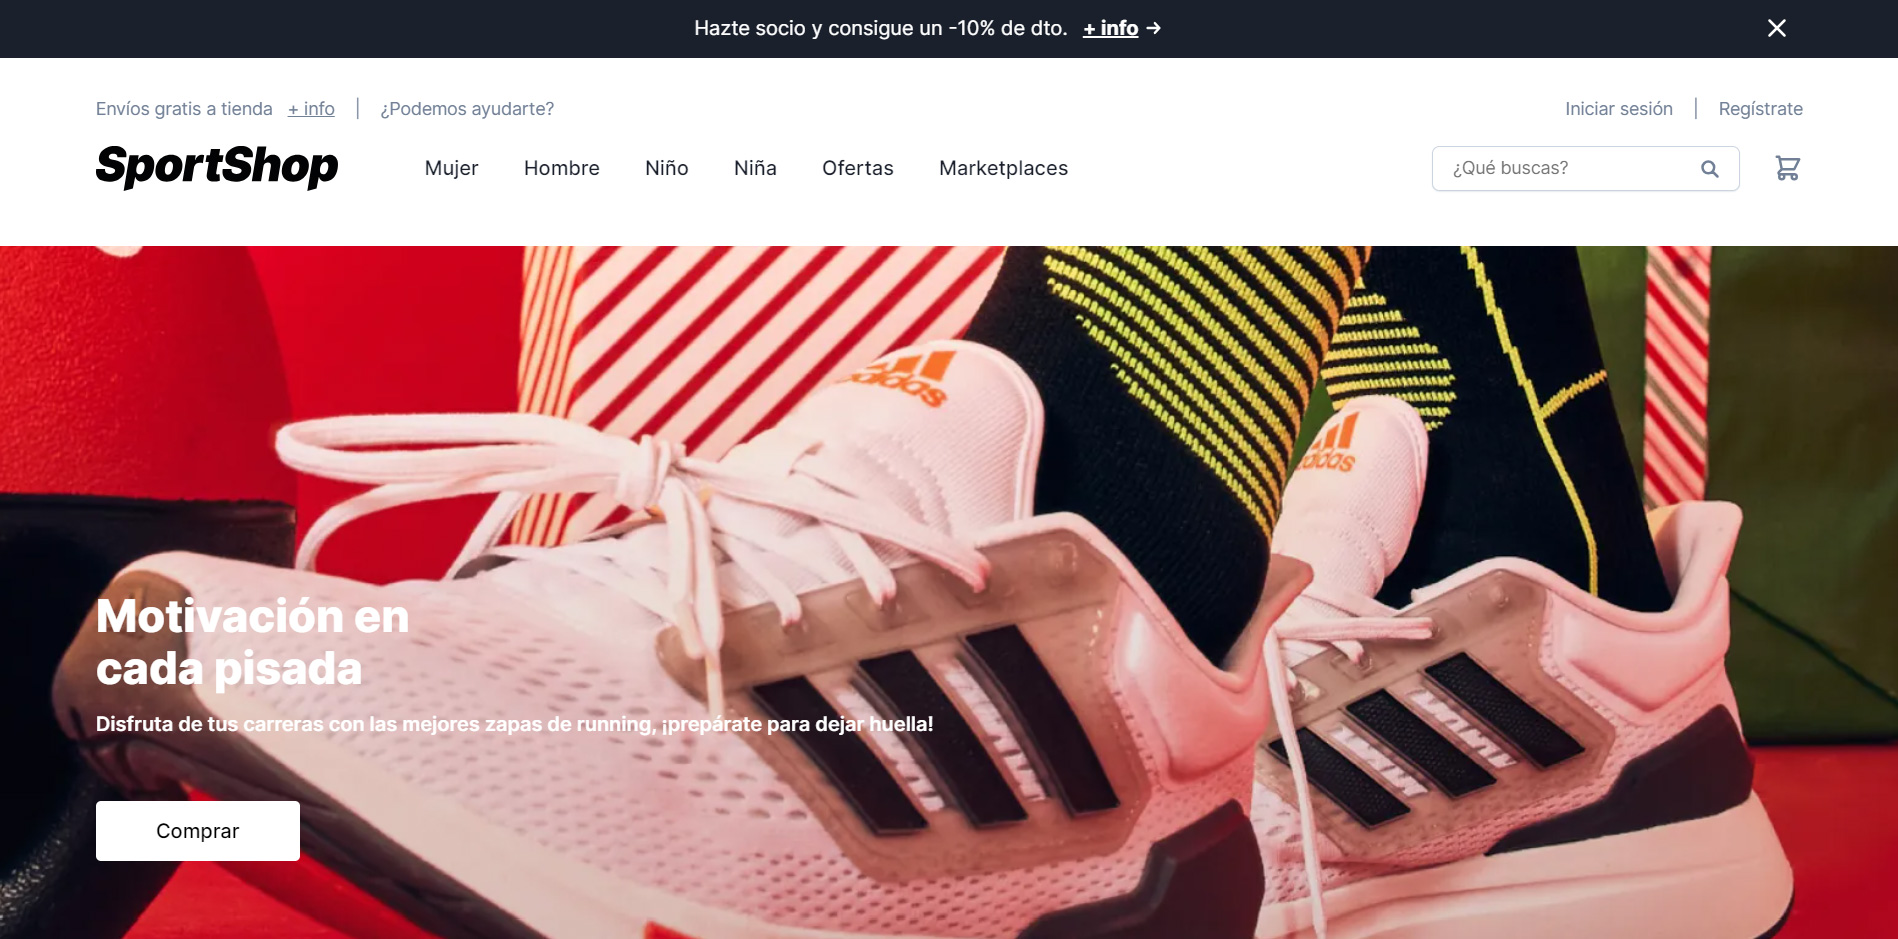 Hazte socio y consigue un -10% de dto. + info →
Envíos gratis a tienda + info | ¿Podemos ayudarte?
Iniciar sesión | Regístrate
SportShop
Mujer Hombre Niño Niña Ofertas Marketplaces
¿Qué buscas?
adidas
adidas
Motivación en
cada pisada
Disfruta de tus carreras con las mejores zapas de running, ¡prepárate para dejar huella!
Comprar